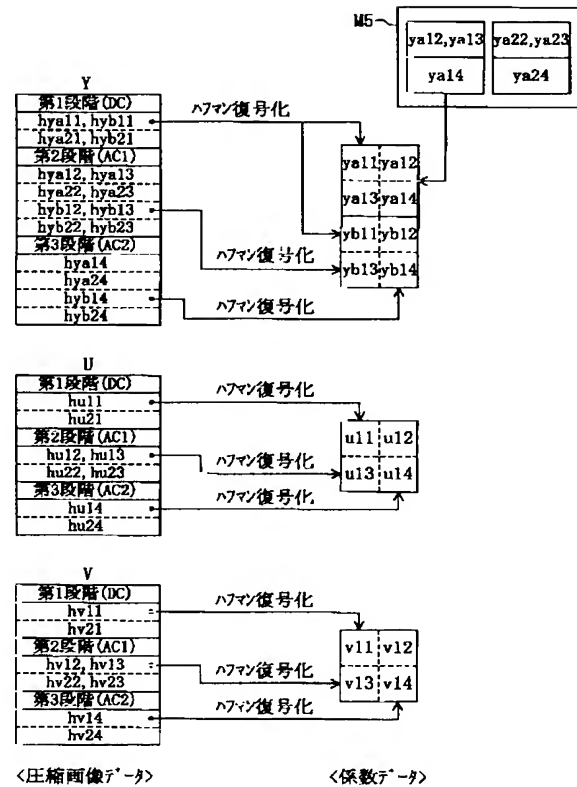 M5
ya12,ya13 ya22,ya23
ya14 ya24
Y
第1段階(DC)
hya11, hyb11
hya21, hyb21
第2段階(AC1)
hya12, hya13
hya22, hya23
hyb12, hyb13
hyb22, hyb23
第3段階(AC2)
hya14
hya24
hyb14
hyb24
ハフマン復号化
ハフマン復号化
ハフマン復号化
ya11 ya12
ya13 ya14
yb11 yb12
yb13 yb14
U
第1段階(DC)
hu11
hu21
第2段階(AC1)
hu12, hu13
hu22, hu23
第3段階(AC2)
hu14
hu24
ハフマン復号化
ハフマン復号化
ハフマン復号化
u11 u12
u13 u14
V
第1段階(DC)
hv11
hv21
第2段階(AC1)
hv12, hv13
hv22, hv23
第3段階(AC2)
hv14
hv24
ハフマン復号化
ハフマン復号化
ハフマン復号化
v11 v12
v13 v14
<圧縮画像データ>
<係数データ>